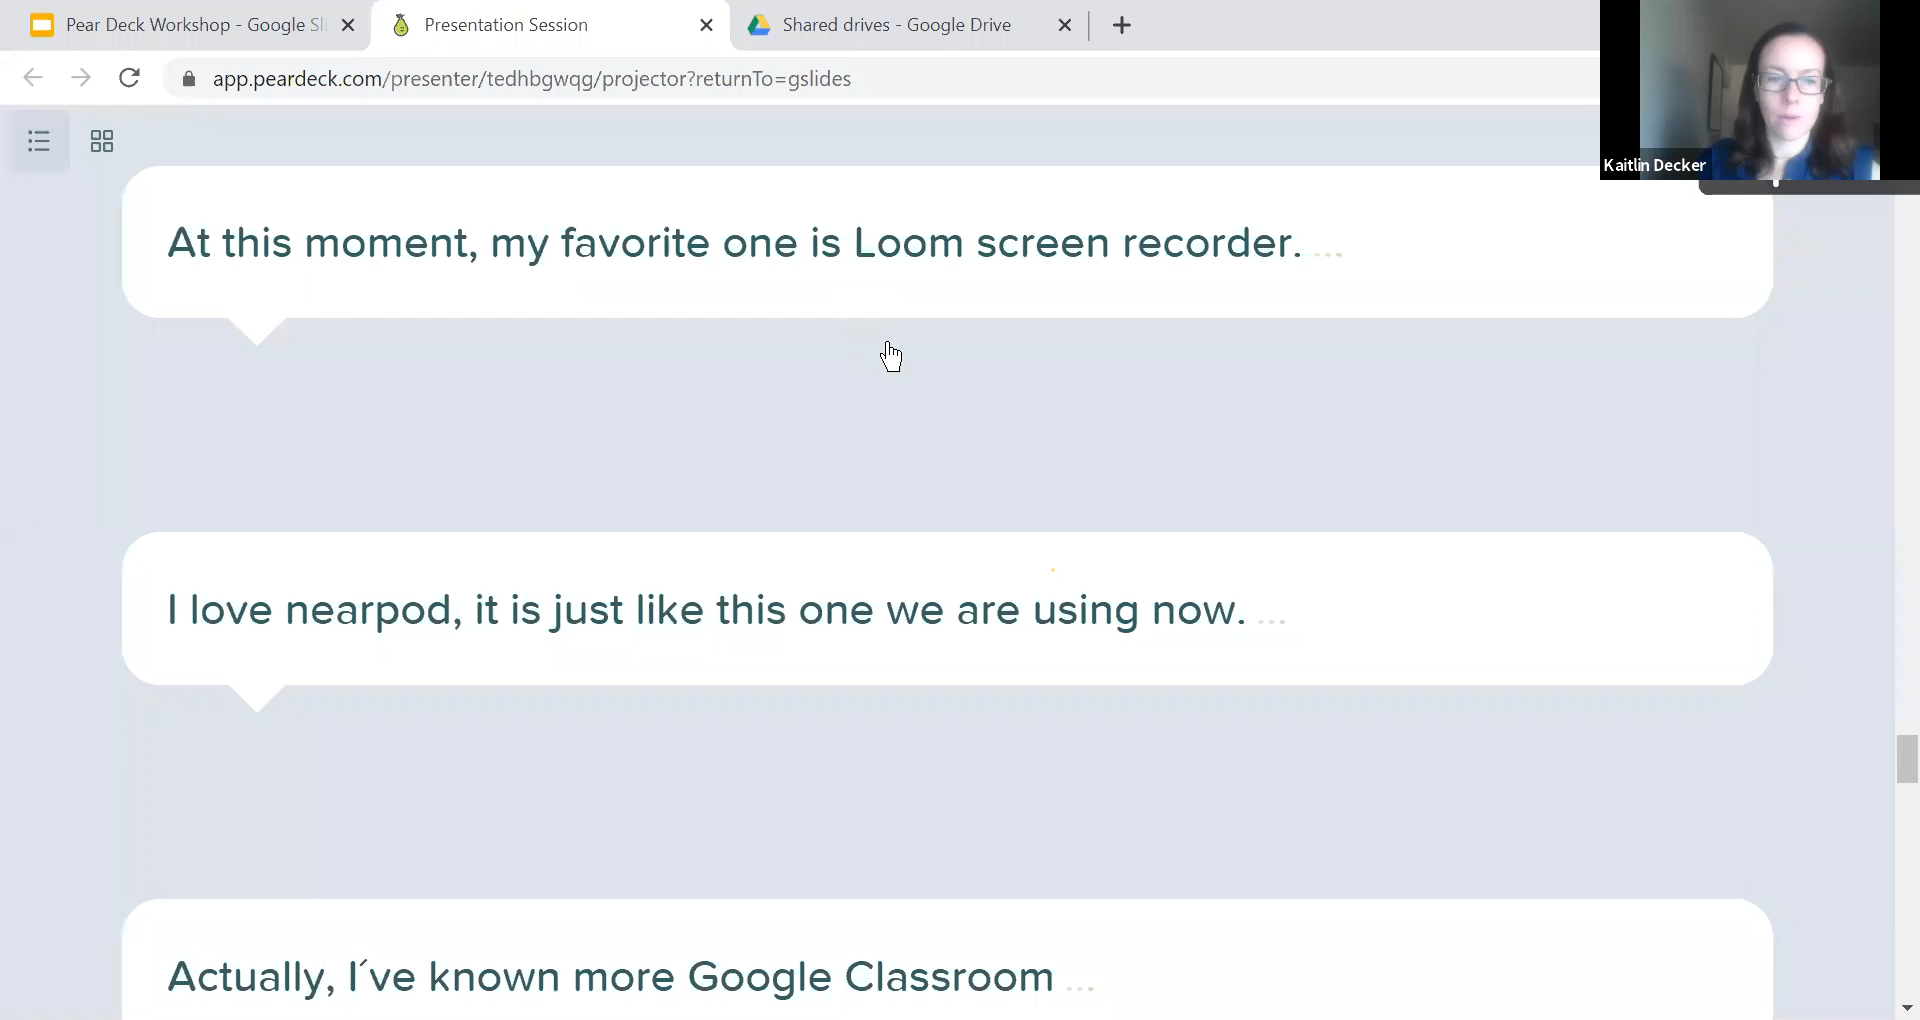 Pear Deck Workshop - Google Sli
Presentation Session
Shared drives - Google Drive
app.peardeck.com/presenter/tedhbgwqg/projector?returnTo=gslides
Kaitlin Decker
At this moment, my favorite one is Loom screen recorder. ...
I love nearpod, it is just like this one we are using now. ...
Actually, I´ve known more Google Classroom ...